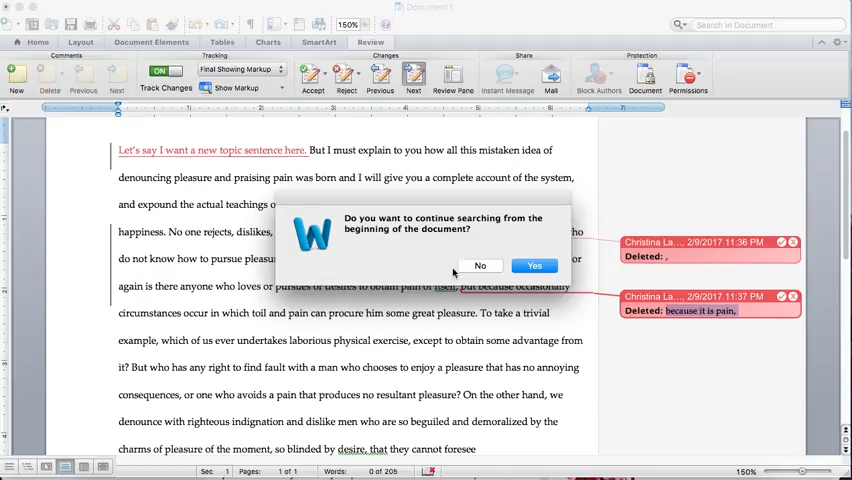 Document1
150%
Search in Document
Home Layout Document Elements Tables Charts SmartArt Review
Comments Tracking Changes Share Protection
ON Final Showing Markup
New Delete Previous Next Track Changes Show Markup Accept Reject Previous Next Review Pane Instant Message Mail Block Authors Document Permissions
1 2 3 4 5 6 7
Let's say I want a new topic sentence here. But I must explain to you how all this mistaken idea of
denouncing pleasure and praising pain was born and I will give you a complete account of the system,
and expound the actual teachings o
happiness. No one rejects, dislikes, ho
do not know how to pursue pleasu or
again is there anyone who loves or pursues or desires to obtain pain of itself, but because occasionally
circumstances occur in which toil and pain can procure him some great pleasure. To take a trivial
example, which of us ever undertakes laborious physical exercise, except to obtain some advantage from
it? But who has any right to find fault with a man who chooses to enjoy a pleasure that has no annoying
consequences, or one who avoids a pain that produces no resultant pleasure? On the other hand, we
denounce with righteous indignation and dislike men who are so beguiled and demoralized by the
charms of pleasure of the moment, so blinded by desire, that they cannot foresee
Do you want to continue searching from the
beginning of the document?
No Yes
Christina La..., 2/9/2017 11:36 PM
Deleted: ,
Christina La..., 2/9/2017 11:37 PM
Deleted: because it is pain,
Sec 1 Pages: 1 of 1 Words: 0 of 205 150%